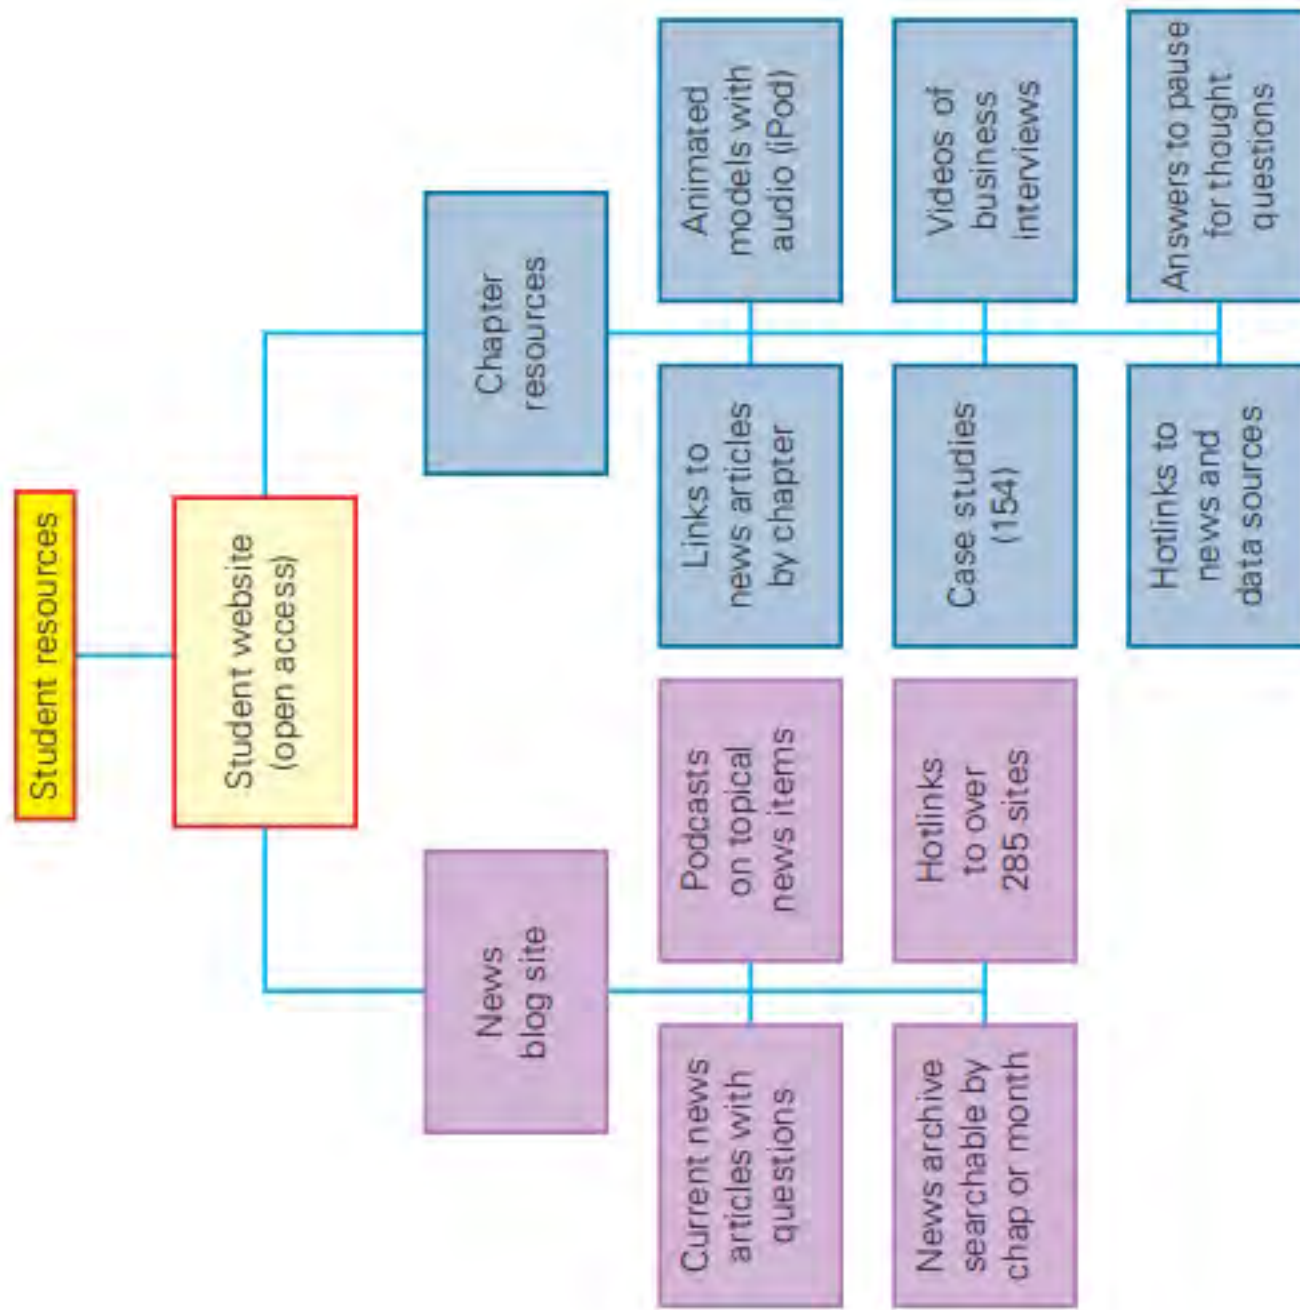 Student resources
Student website
(open access)
News
blog site
Chapter
resources
Current news
articles with
questions
Podcasts
on topical
news items
Links to
news articles
by chapter
Animated
models with
audio (iPod)
News archive
searchable by
chap or month
Hotlinks
to over
285 sites
Case studies
(154)
Videos of
business
interviews
Hotlinks to
news and
data sources
Answers to pause
for thought
questions